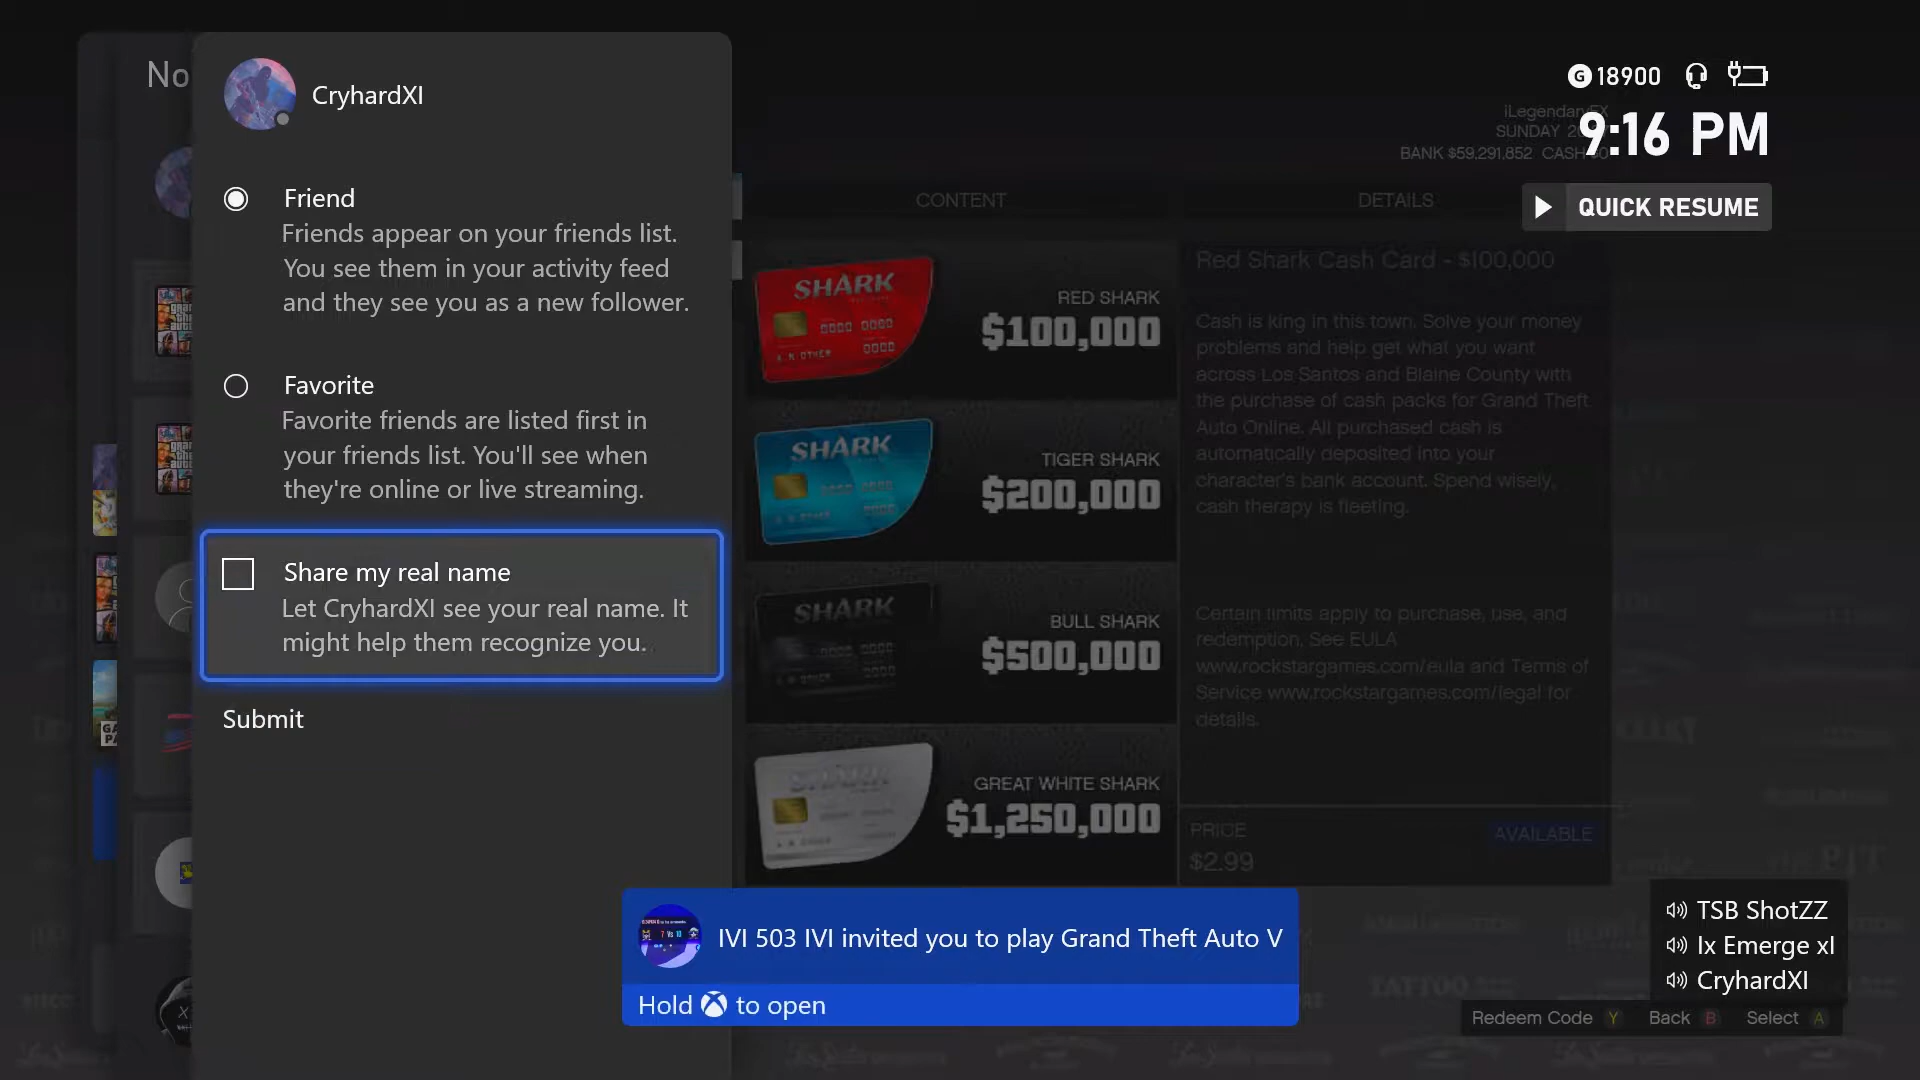 No
CryhardXI
Friend
Friends appear on your friends list.
You see them in your activity feed
and they see you as a new follower.
Favorite
Favorite friends are listed first in
your friends list. You'll see when
they're online or live streaming.
Share my real name
Let CryhardXI see your real name. It
might help them recognize you.
Submit
G 18900
iLegendaryFX
SUNDAY
9:16 PM
BANK $59,291,852 CASH $0
QUICK RESUME
CONTENT
DETAILS
SHARK
RED SHARK
$100,000
SHARK
TIGER SHARK
$200,000
SHARK
BULL SHARK
$500,000
SHARK
GREAT WHITE SHARK
$1,250,000
Red Shark Cash Card - $100,000
Cash is king in this town. Solve your money
problems and help get what you want
across Los Santos and Blaine County with
the purchase of cash packs for Grand Theft
Auto Online. All purchased cash is
automatically deposited into your
character's bank account. Spend wisely,
cash therapy is fleeting.
Certain limits apply to purchase, use, and
redemption. See EULA
www.rockstargames.com/eula and Terms of
Service www.rockstargames.com/legal for
details.
PRICE
AVAILABLE
$2.99
IVI 503 IVI invited you to play Grand Theft Auto V
Hold to open
TSB ShotZZ
lx Emerge xl
CryhardXI
Redeem Code Y Back B Select A